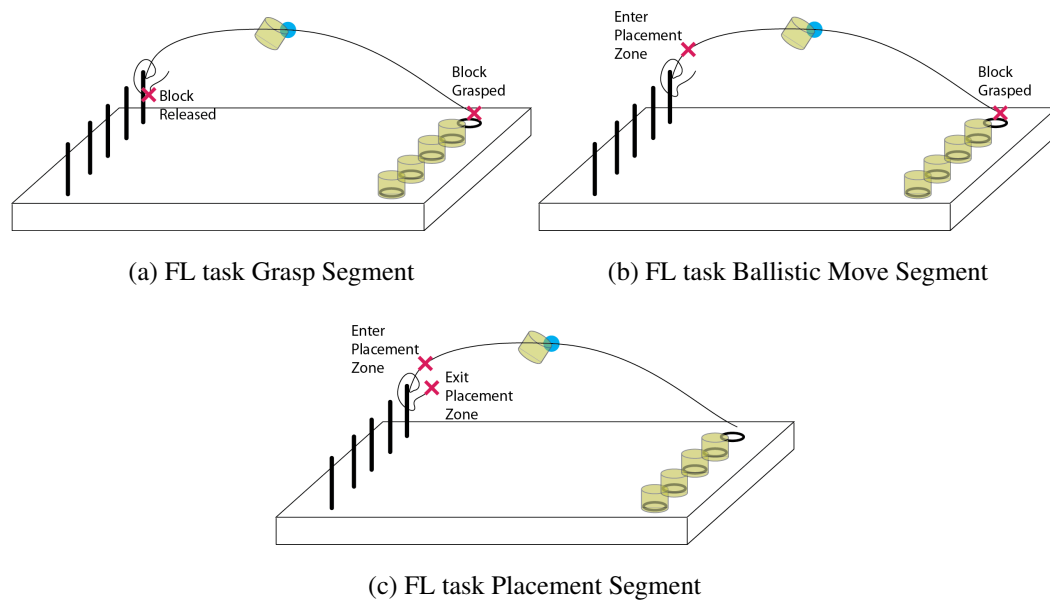 Block
Grasped
Block
Released
(a) FL task Grasp Segment
Enter
Placement
Zone
Block
Grasped
(b) FL task Ballistic Move Segment
Enter
Placement
Zone
Exit
Placement
Zone
(c) FL task Placement Segment